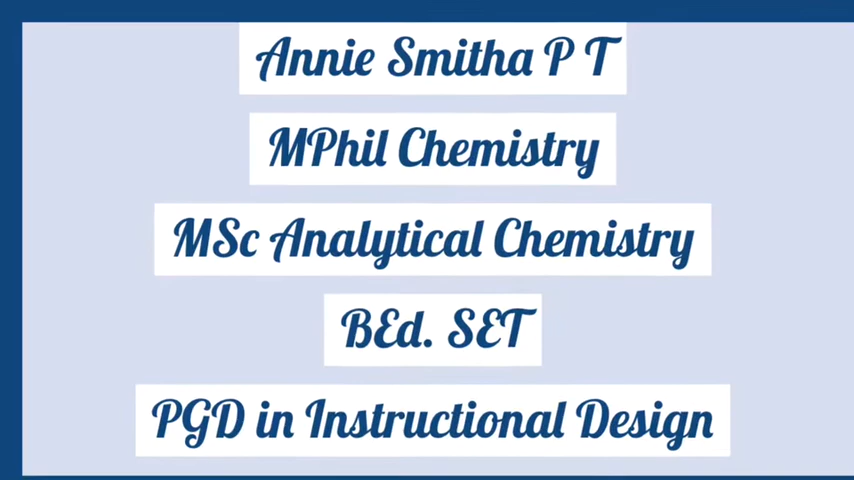 Annie Smitha P T
MPhil Chemistry
MSc Analytical Chemistry
BEd. SET
PGD in Instructional Design